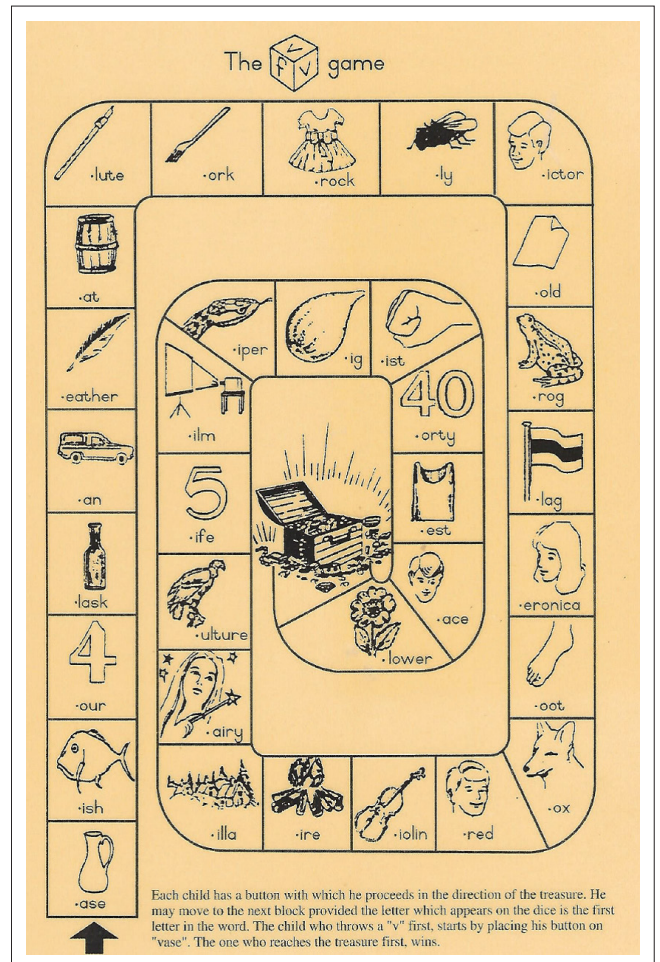 The f v v game
·lute
·ork
·rock
·ly
·ictor
·at
·old
·iper
·ig
·ist
·eather
·rog
·ilm
40
·orty
·an
·lag
5
·ife
·est
·lask
·eronica
·ulture
·ace
4
·our
·lower
·oot
·airy
·ish
·illa
·ire
·iolin
·red
·ox
·ase
Each child has a button with which he proceeds in the direction of the treasure. He
may move to the next block provided the letter which appears on the dice is the first
letter in the word. The child who throws a "v" first, starts by placing his button on
"vase". The one who reaches the treasure first, wins.